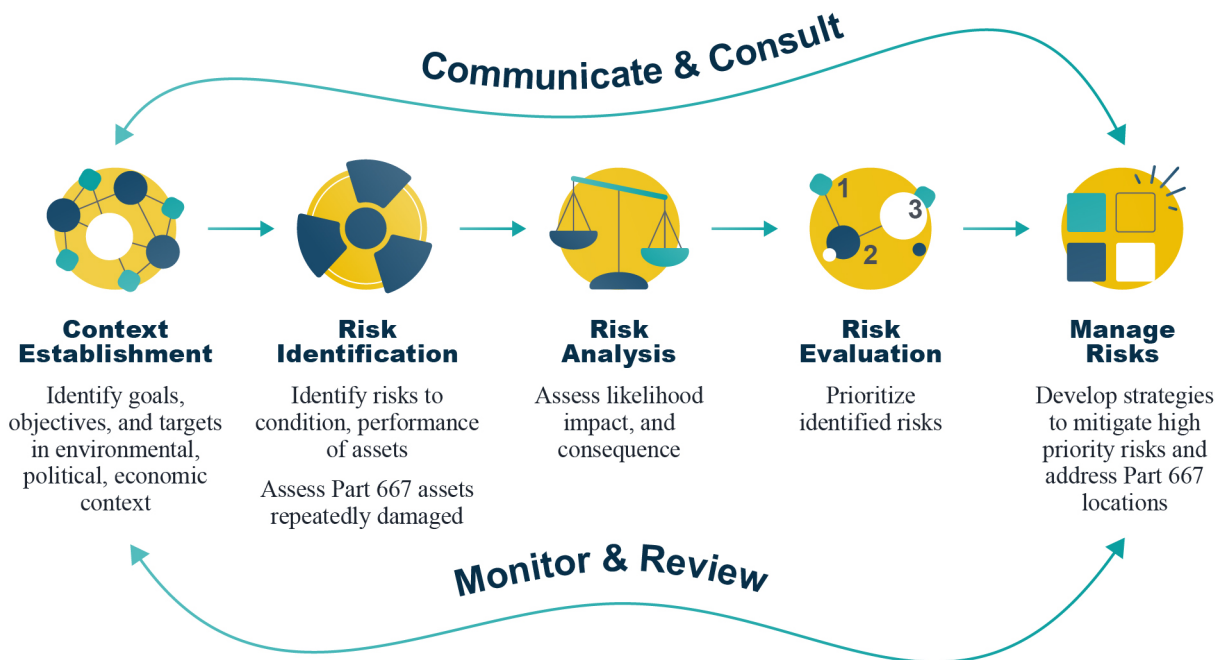 Communicate & Consult
1
3
2
Context
Establishment
Identify goals,
objectives, and targets
in environmental,
political, economic
context
Risk
Identification
Identify risks to
condition, performance
of assets
Assess Part 667 assets
repeatedly damaged
Risk
Analysis
Assess likelihood
impact, and
consequence
Risk
Evaluation
Prioritize
identified risks
Manage
Risks
Develop strategies
to mitigate high
priority risks and
address Part 667
locations
Monitor & Review